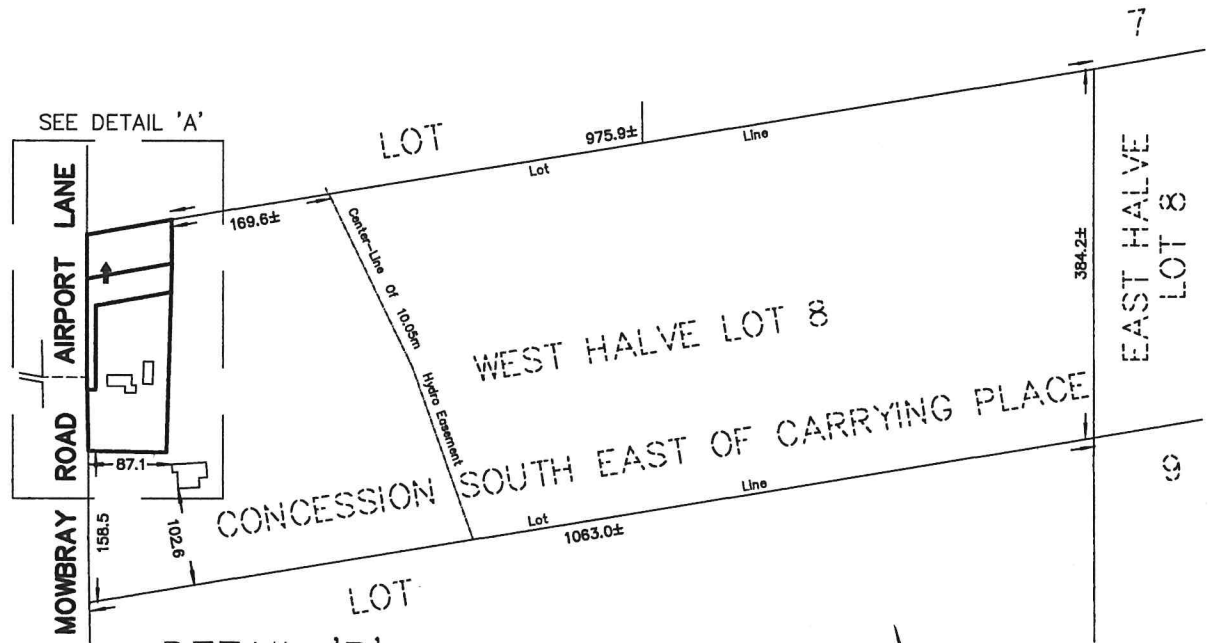 7
SEE DETAIL 'A'
LOT
975.9±
Lot
Line
169.6±
MOWBRAY ROAD AIRPORT LANE
Center-Line Of 10.05m Hydro Easement
384.2±
EAST HALVE
LOT 8
WEST HALVE LOT 8
CONCESSION SOUTH EAST OF CARRYING PLACE
87.1
158.5
102.6
Lot
1063.0±
Line
9
LOT